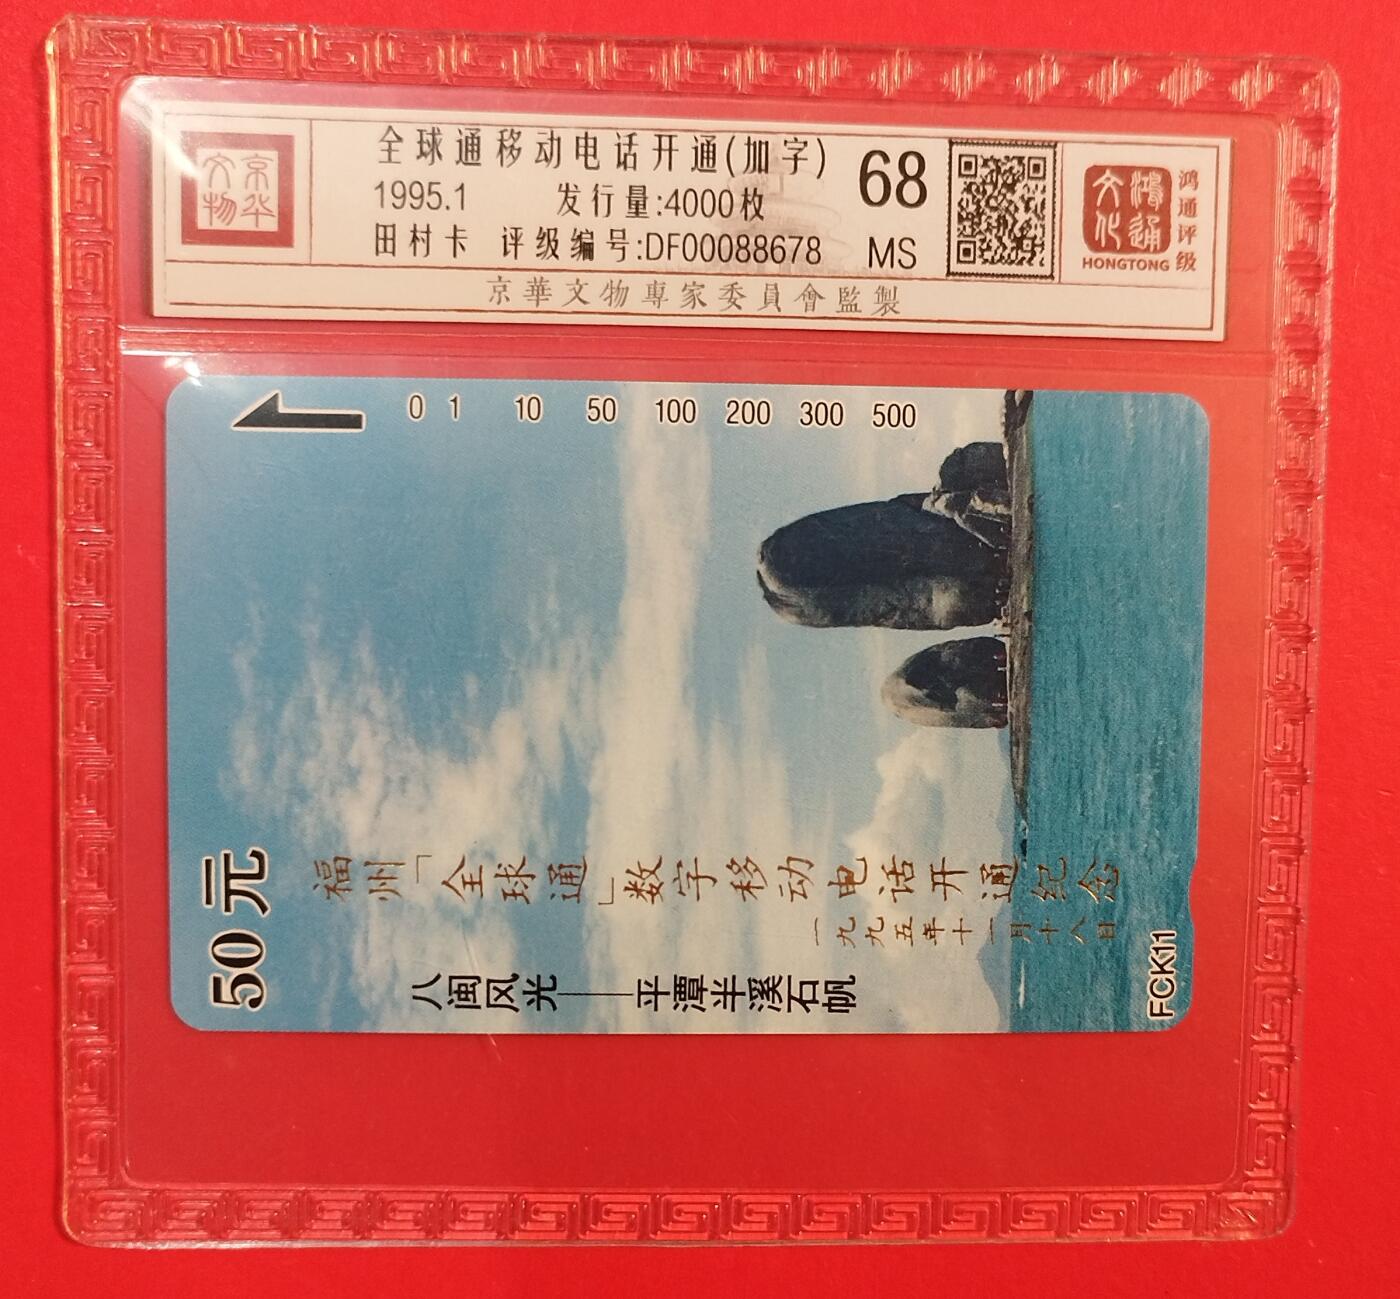 京华
文物
全球通移动电话开通(加字)
1995.1 发行量:4000枚
田村卡 评级编号:DF00088678
68
MS
鸿通
文化
HONGTONG
鸿通评级
京華文物專家委員會監製
0 1 10 50 100 200 300 500
50元
福州「全球通」数字移动电话开通纪念
一九九五年十一月十八日
八闽风光——平潭半溪石帆
FCK11